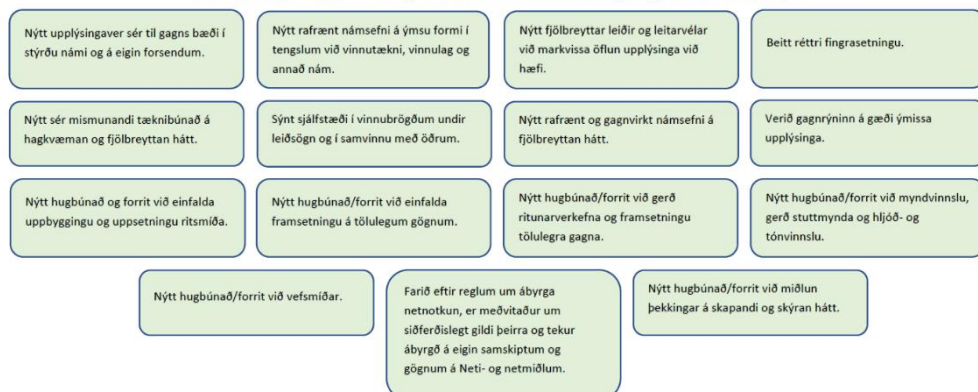 Nýtt upplýsingaver sér til gagns bæði í
stýrðu námi og á eigin forsendum.
Nýtt rafrænt námsefni á ýmsu formi í
tengslum við vinnutækni, vinnulag og
annað nám.
Nýtt fjölbreyttar leiðir og leitarvélar
við markvissa öflun upplýsinga við
hæfi.
Beitt réttri fingrasetningu.
Nýtt sér mismunandi tæknibúnað á
hagkvæman og fjölbreyttan hátt.
Sýnt sjálfstæði í vinnubrögðum undir
leiðsögn og í samvinnu með öðrum.
Nýtt rafrænt og gagnvirkt námsefni á
fjölbreyttan hátt.
Verið gagnrýninn á gæði ýmissa
upplýsinga.
Nýtt hugbúnað og forrit við einfalda
uppbyggingu og uppsetningu ritsmíða.
Nýtt hugbúnað/forrit við einfalda
framsetningu á tölulegum gögnum.
Nýtt hugbúnað/forrit við gerð
ritunarverkefna og framsetningu
tölulegra gagna.
Nýtt hugbúnað/forrit við myndvinnslu,
gerð stuttmynda og hljóð- og
tónvinnslu.
Nýtt hugbúnað/forrit við vefsmíðar.
Farið eftir reglum um ábyrga
netnotkun, er meðvitaður um
siðferðislegt gildi þeirra og tekur
ábyrgð á eigin samskiptum og
gögnum á Neti- og netmiðlum.
Nýtt hugbúnað/forrit við miðlun
þekkingar á skapandi og skýran hátt.